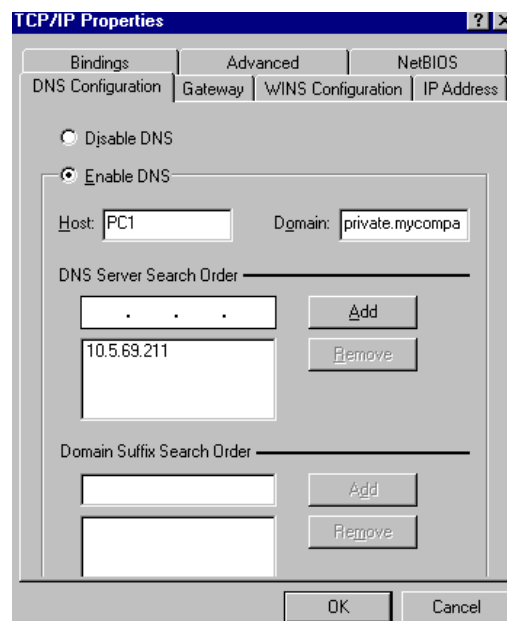 TCP/IP Properties
Bindings Advanced NetBIOS
DNS Configuration Gateway WINS Configuration IP Address
Disable DNS
Enable DNS
Host: PC1 Domain: private.mycompa
DNS Server Search Order
. . . Add
10.5.69.211 Remove
Domain Suffix Search Order
Add
Remove
OK Cancel